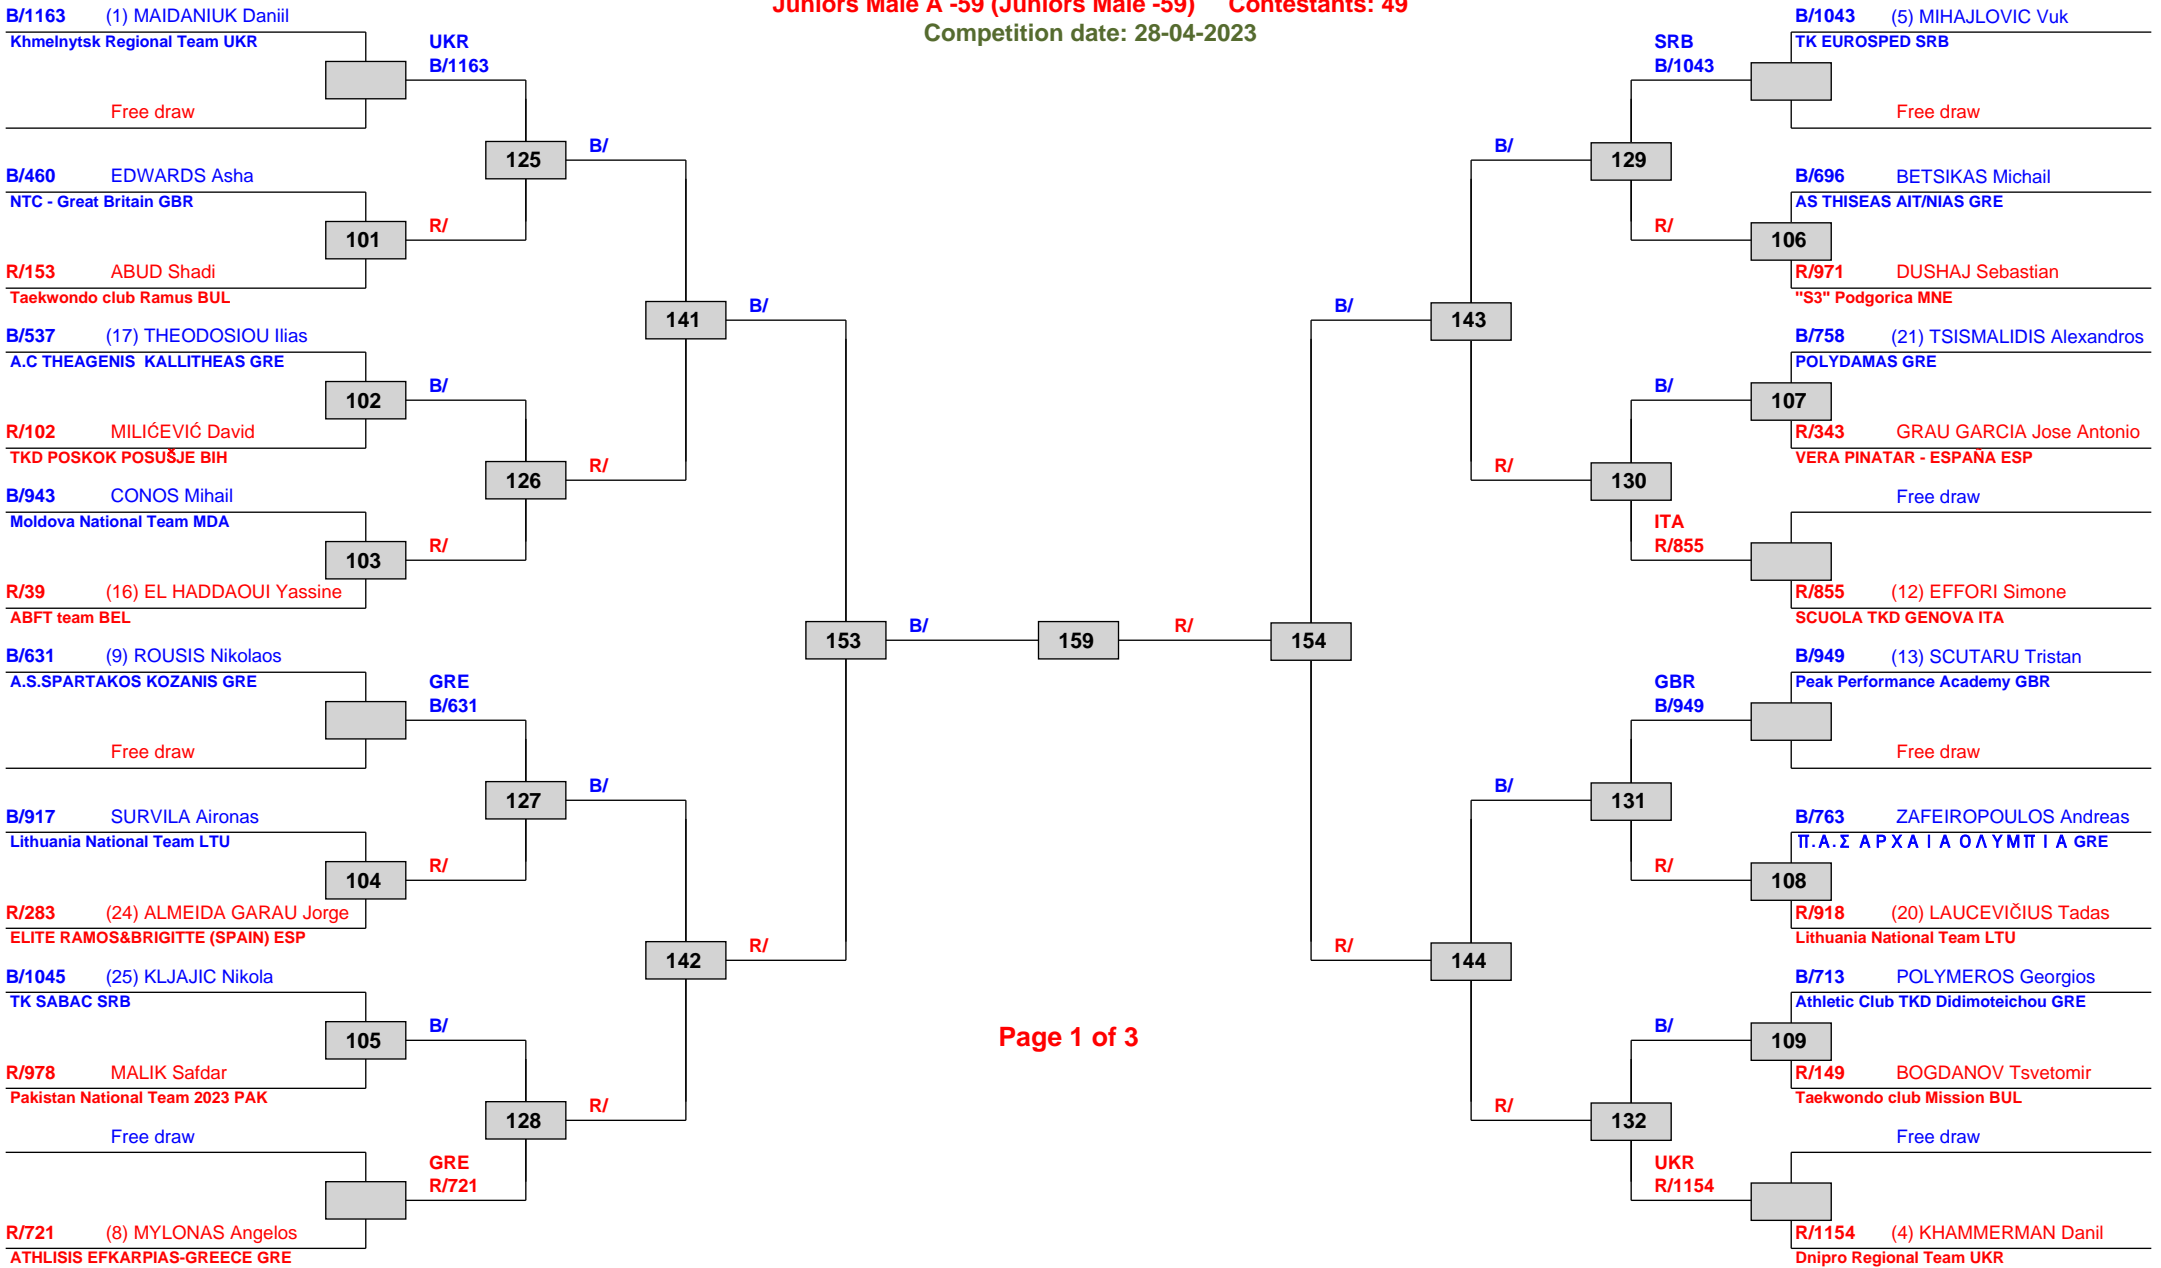 Juniors Male A -59 (Juniors Male -59) Contestants: 49
Competition date: 28-04-2023
B/1163 (1) MAIDANIUK Daniil
Khmelnytsk Regional Team UKR
Free draw
UKR
B/1163
B/460 EDWARDS Asha
NTC - Great Britain GBR
101
R/153 ABUD Shadi
Taekwondo club Ramus BUL
R/
125
B/
B/537 (17) THEODOSIOU Ilias
A.C THEAGENIS KALLITHEAS GRE
102
R/102 MILIĆEVIĆ David
TKD POSKOK POSUŠJE BIH
B/
B/943 CONOS Mihail
Moldova National Team MDA
103
R/39 (16) EL HADDAOUI Yassine
ABFT team BEL
R/
126
R/
141
B/
B/631 (9) ROUSIS Nikolaos
A.S.SPARTAKOS KOZANIS GRE
Free draw
GRE
B/631
B/917 SURVILA Aironas
Lithuania National Team LTU
104
R/283 (24) ALMEIDA GARAU Jorge
ELITE RAMOS&BRIGITTE (SPAIN) ESP
R/
127
B/
B/1045 (25) KLJAJIC Nikola
TK SABAC SRB
105
R/978 MALIK Safdar
Pakistan National Team 2023 PAK
B/
Free draw
R/721 (8) MYLONAS Angelos
ATHLISIS EFKARPIAS-GREECE GRE
GRE
R/721
128
R/
142
R/
153
B/
159
R/
154
B/
143
B/
129
SRB
B/1043
B/1043 (5) MIHAJLOVIC Vuk
TK EUROSPED SRB
Free draw
R/
106
B/696 BETSIKAS Michail
AS THISEAS AIT/NIAS GRE
R/971 DUSHAJ Sebastian
"S3" Podgorica MNE
R/
130
B/
107
B/758 (21) TSISMALIDIS Alexandros
POLYDAMAS GRE
R/343 GRAU GARCIA Jose Antonio
VERA PINATAR - ESPAÑA ESP
ITA
R/855
Free draw
R/855 (12) EFFORI Simone
SCUOLA TKD GENOVA ITA
R/
144
B/
131
GBR
B/949
B/949 (13) SCUTARU Tristan
Peak Performance Academy GBR
Free draw
R/
108
B/763 ZAFEIROPOULOS Andreas
Π.Α.Σ ΑΡΧΑΙΑ ΟΛΥΜΠΙΑ GRE
R/918 (20) LAUCEVIČIUS Tadas
Lithuania National Team LTU
R/
132
B/
109
B/713 POLYMEROS Georgios
Athletic Club TKD Didimoteichou GRE
R/149 BOGDANOV Tsvetomir
Taekwondo club Mission BUL
UKR
R/1154
Free draw
R/1154 (4) KHAMMERMAN Danil
Dnipro Regional Team UKR
Page 1 of 3